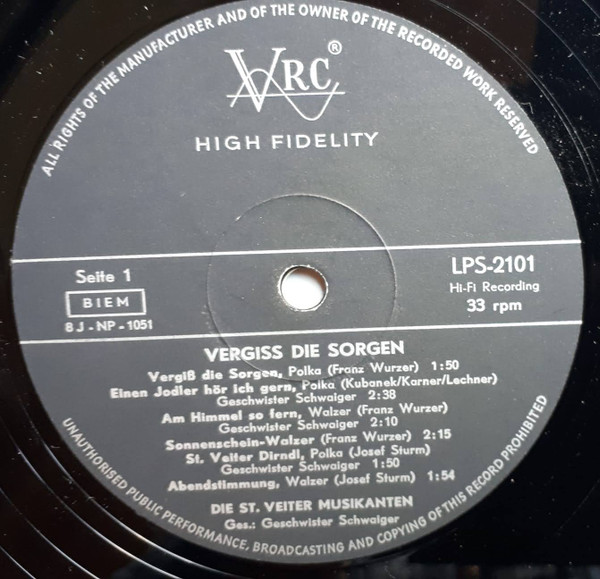 ALL RIGHTS OF THE MANUFACTURER AND OF THE OWNER OF THE RECORDED WORK RESERVED
VRC®
HIGH FIDELITY
Seite 1
BIEM
8 J - NP - 1051
LPS-2101
Hi-Fi Recording
33 rpm
VERGISS DIE SORGEN
Vergiß die Sorgen, Polka (Franz Wurzer) 1:50
Einen Jodler hör ich gern, Polka (Kubanek/Karner/Lechner)
Geschwister Schwaiger 2:38
Am Himmel so fern, Walzer (Franz Wurzer)
Geschwister Schwaiger 2:10
Sonnenschein-Walzer (Franz Wurzer) 2:15
St. Veiter Dirndl, Polka (Josef Sturm)
Geschwister Schwaiger 1:50
Abendstimmung, Walzer (Josef Sturm) 1:54
DIE ST. VEITER MUSIKANTEN
Ges.: Geschwister Schwaiger
UNAUTHORISED PUBLIC PERFORMANCE, BROADCASTING AND COPYING OF THIS RECORD PROHIBITED